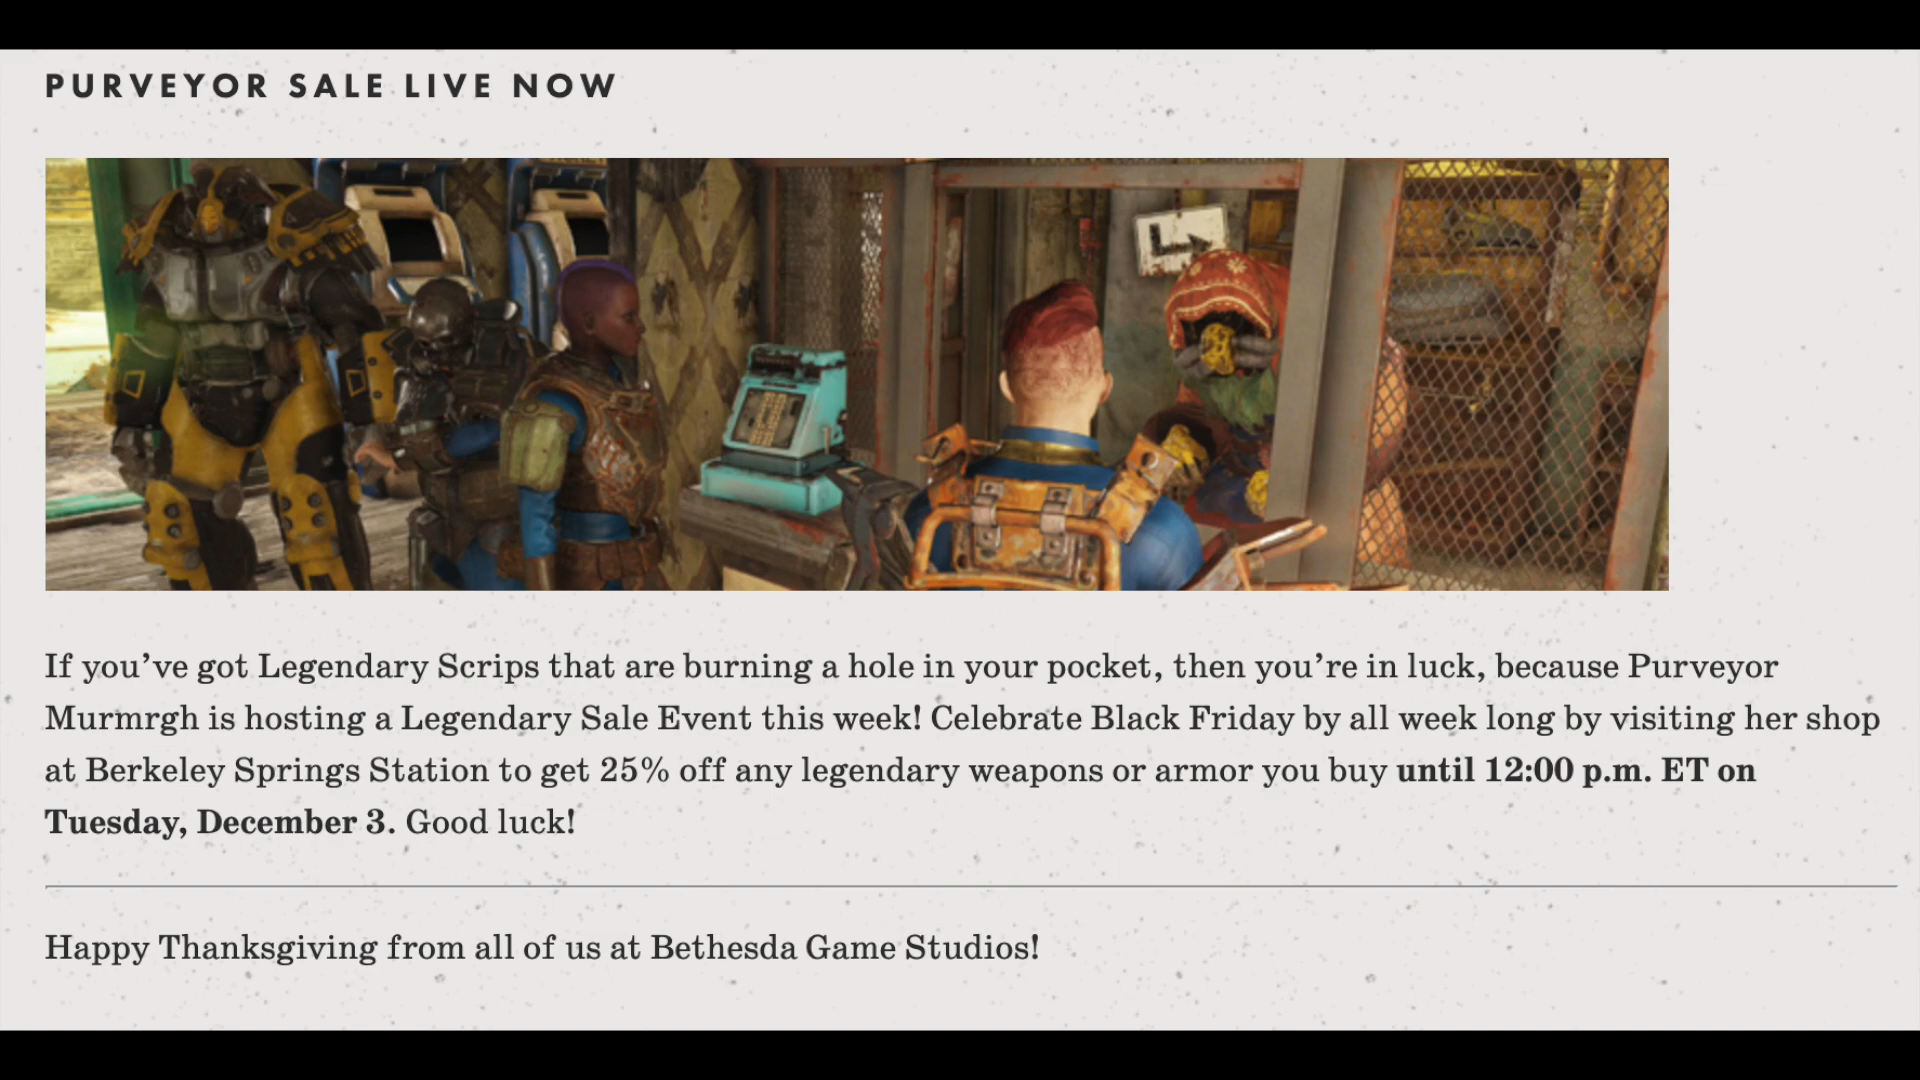 PURVEYOR SALE LIVE NOW
If you’ve got Legendary Scrips that are burning a hole in your pocket, then you’re in luck, because Purveyor
Murmrgh is hosting a Legendary Sale Event this week! Celebrate Black Friday by all week long by visiting her shop
at Berkeley Springs Station to get 25% off any legendary weapons or armor you buy until 12:00 p.m. ET on
Tuesday, December 3. Good luck!
Happy Thanksgiving from all of us at Bethesda Game Studios!